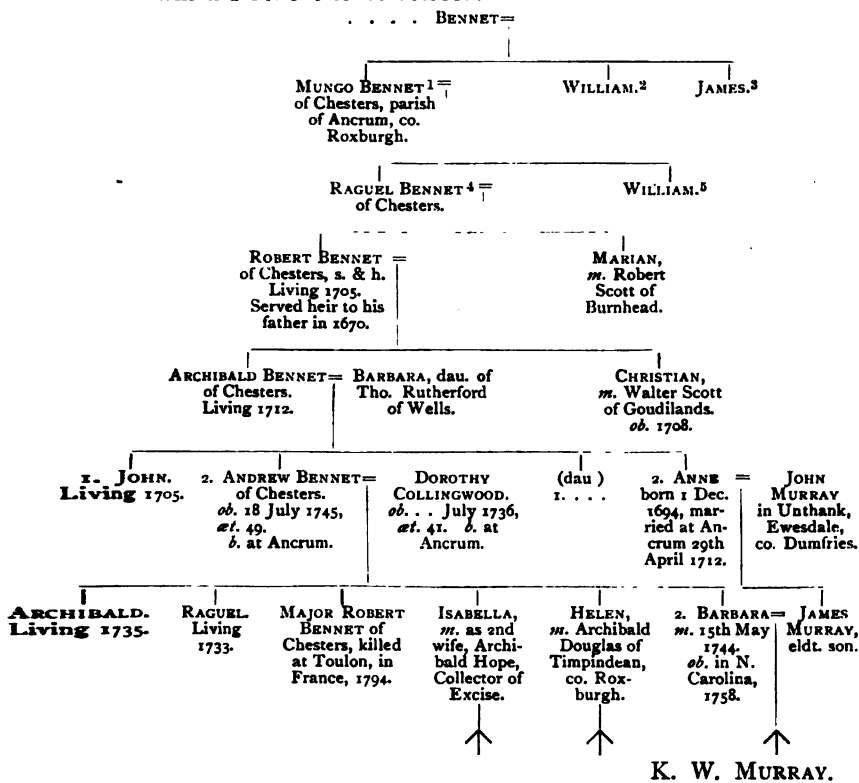 . . . . BENNET=
MUNGO BENNET¹=
of Chesters, parish
of Ancrum, co.
Roxburgh.
WILLIAM.²
JAMES.³
RAGUEL BENNET⁴=
of Chesters.
WILLIAM.⁵
ROBERT BENNET =
of Chesters, s. & h.
Living 1705.
Served heir to his
father in 1670.
MARIAN,
m. Robert
Scott of
Burnhead.
ARCHIBALD BENNET=
of Chesters.
Living 1712.
BARBARA, dau. of
Tho. Rutherford
of Wells.
CHRISTIAN,
m. Walter Scott
of Goudilands.
ob. 1708.
1. JOHN.
Living 1705.
2. ANDREW BENNET=
of Chesters.
ob. 18 July 1745,
æt. 49.
b. at Ancrum.
DOROTHY
COLLINGWOOD.
ob. . . July 1736,
æt. 41. b. at
Ancrum.
(dau )
1. . . .
2. ANNE =
born 1 Dec.
1694, mar-
ried at An-
crum 29th
April 1712.
JOHN
MURRAY
in Unthank,
Ewesdale,
co. Dumfries.
ARCHIBALD.
Living 1735.
RAGUEL.
Living
1733.
MAJOR ROBERT
BENNET of
Chesters, killed
at Toulon, in
France, 1794.
ISABELLA,
m. as 2nd
wife, Archi-
bald Hope,
Collector of
Excise.
HELEN,
m. Archibald
Douglas of
Timpindean,
co. Rox-
burgh.
2. BARBARA=
m. 15th May
1744.
ob. in N.
Carolina,
1758.
JAMES
MURRAY,
eldt. son.
K. W. MURRAY.